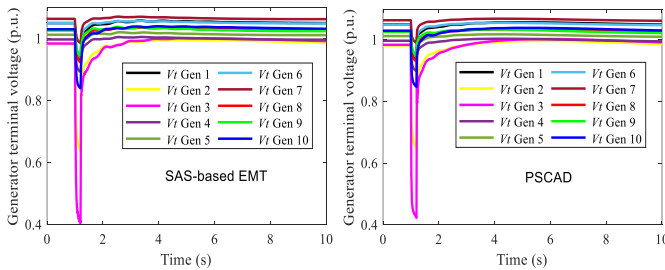 Generator terminal voltage (p.u.)
1
0.8
0.6
0.4
0
2
4
6
8
10
Time (s)
Vt Gen 1
Vt Gen 2
Vt Gen 3
Vt Gen 4
Vt Gen 5
Vt Gen 6
Vt Gen 7
Vt Gen 8
Vt Gen 9
Vt Gen 10
SAS-based EMT
Generator terminal voltage (p.u.)
1
0.8
0.6
0.4
0
2
4
6
8
10
Time (s)
Vt Gen 1
Vt Gen 2
Vt Gen 3
Vt Gen 4
Vt Gen 5
Vt Gen 6
Vt Gen 7
Vt Gen 8
Vt Gen 9
Vt Gen 10
PSCAD